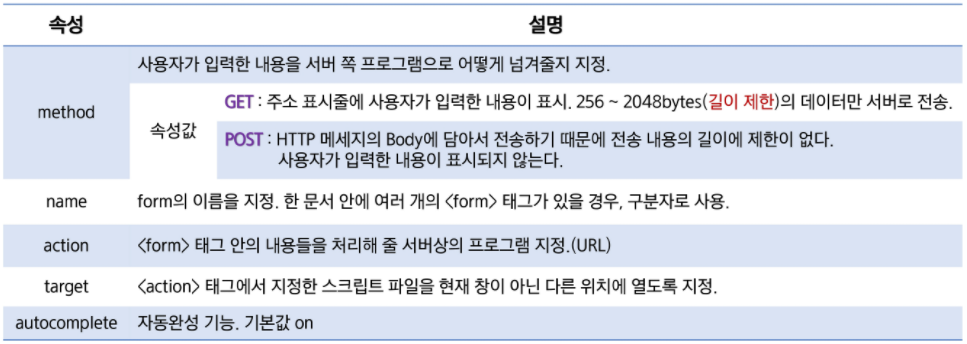 속성 설명
method
사용자가 입력한 내용을 서버 쪽 프로그램으로 어떻게 넘겨줄지 지정.
속성값
GET : 주소 표시줄에 사용자가 입력한 내용이 표시. 256 ~ 2048bytes(길이 제한)의 데이터만 서버로 전송.
POST : HTTP 메세지의 Body에 담아서 전송하기 때문에 전송 내용의 길이에 제한이 없다.
사용자가 입력한 내용이 표시되지 않는다.
name form의 이름을 지정. 한 문서 안에 여러 개의 <form> 태그가 있을 경우, 구분자로 사용.
action <form> 태그 안의 내용들을 처리해 줄 서버상의 프로그램 지정.(URL)
target <action> 태그에서 지정한 스크립트 파일을 현재 창이 아닌 다른 위치에 열도록 지정.
autocomplete 자동완성 기능. 기본값 on